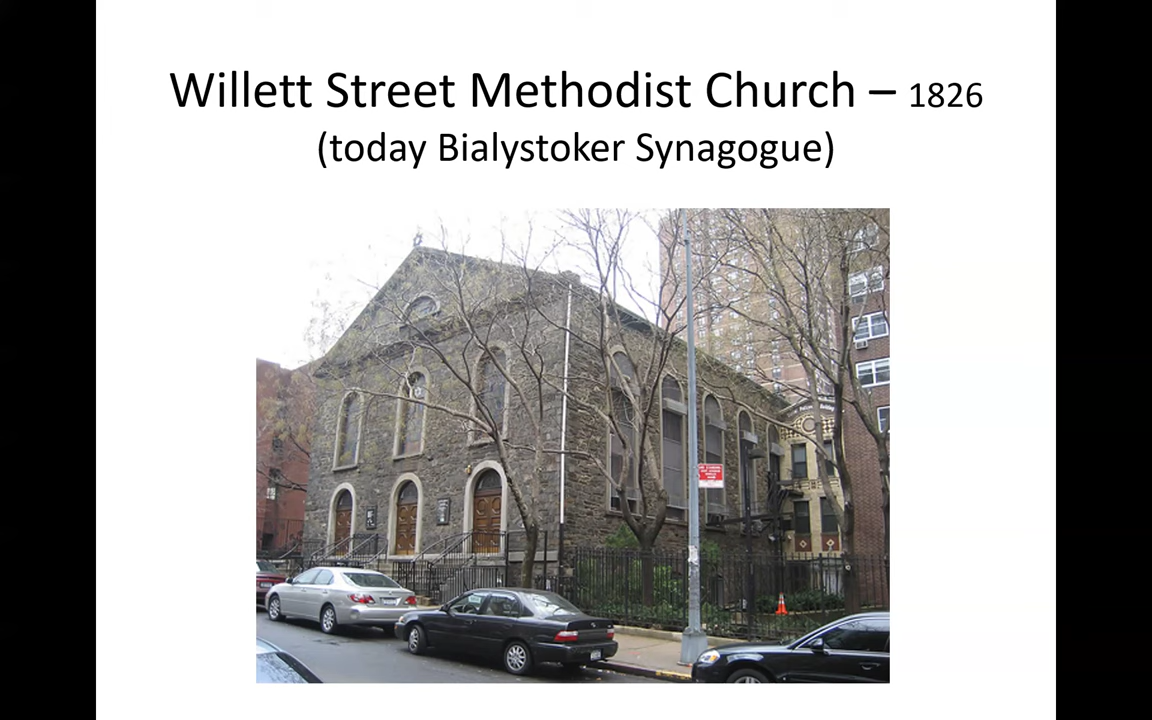 Willett Street Methodist Church – 1826
(today Bialystoker Synagogue)